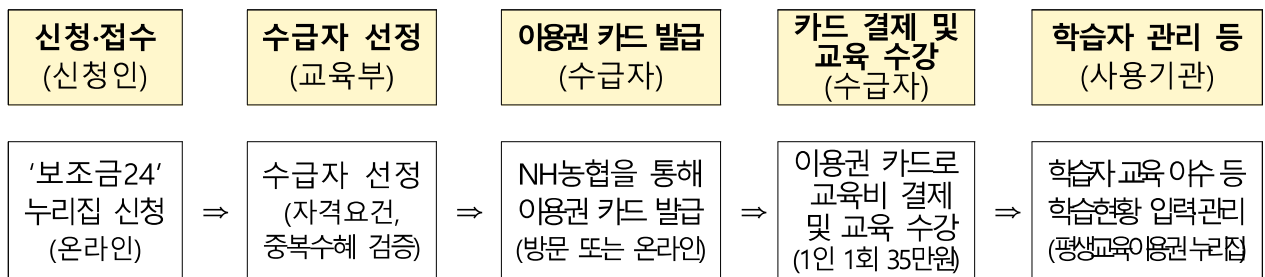 신청·접수
(신청인)
수급자 선정
(교육부)
이용권 카드 발급
(수급자)
카드 결제 및
교육 수강
(수급자)
학습자 관리 등
(사용기관)
'보조금24'
누리집 신청
(온라인)
⇒
수급자 선정
(자격요건,
중복수혜 검증)
⇒
NH농협을 통해
이용권 카드 발급
(방문 또는 온라인)
⇒
이용권 카드로
교육비 결제
및 교육 수강
(1인 1회 35만원)
⇒
학습자 교육 이수 등
학습현황 입력관리
(평생교육이용권 누리집)